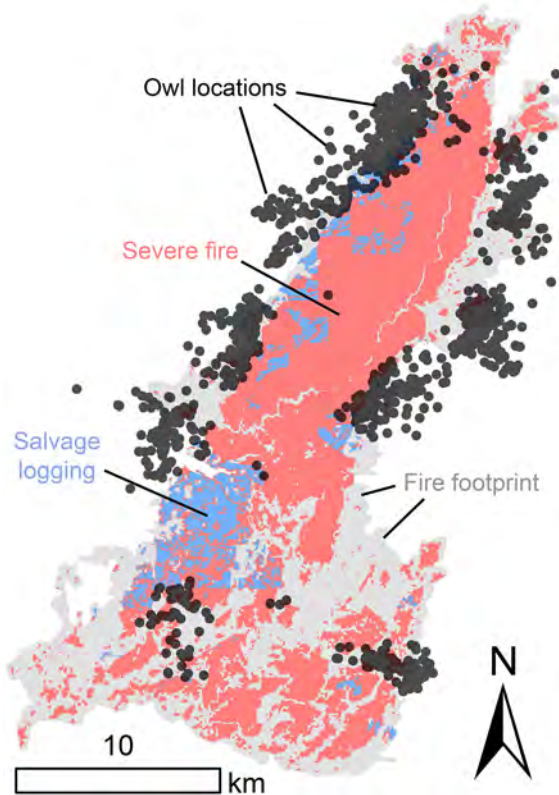 Owl locations
Severe fire
Salvage
logging
Fire footprint
N
10
km